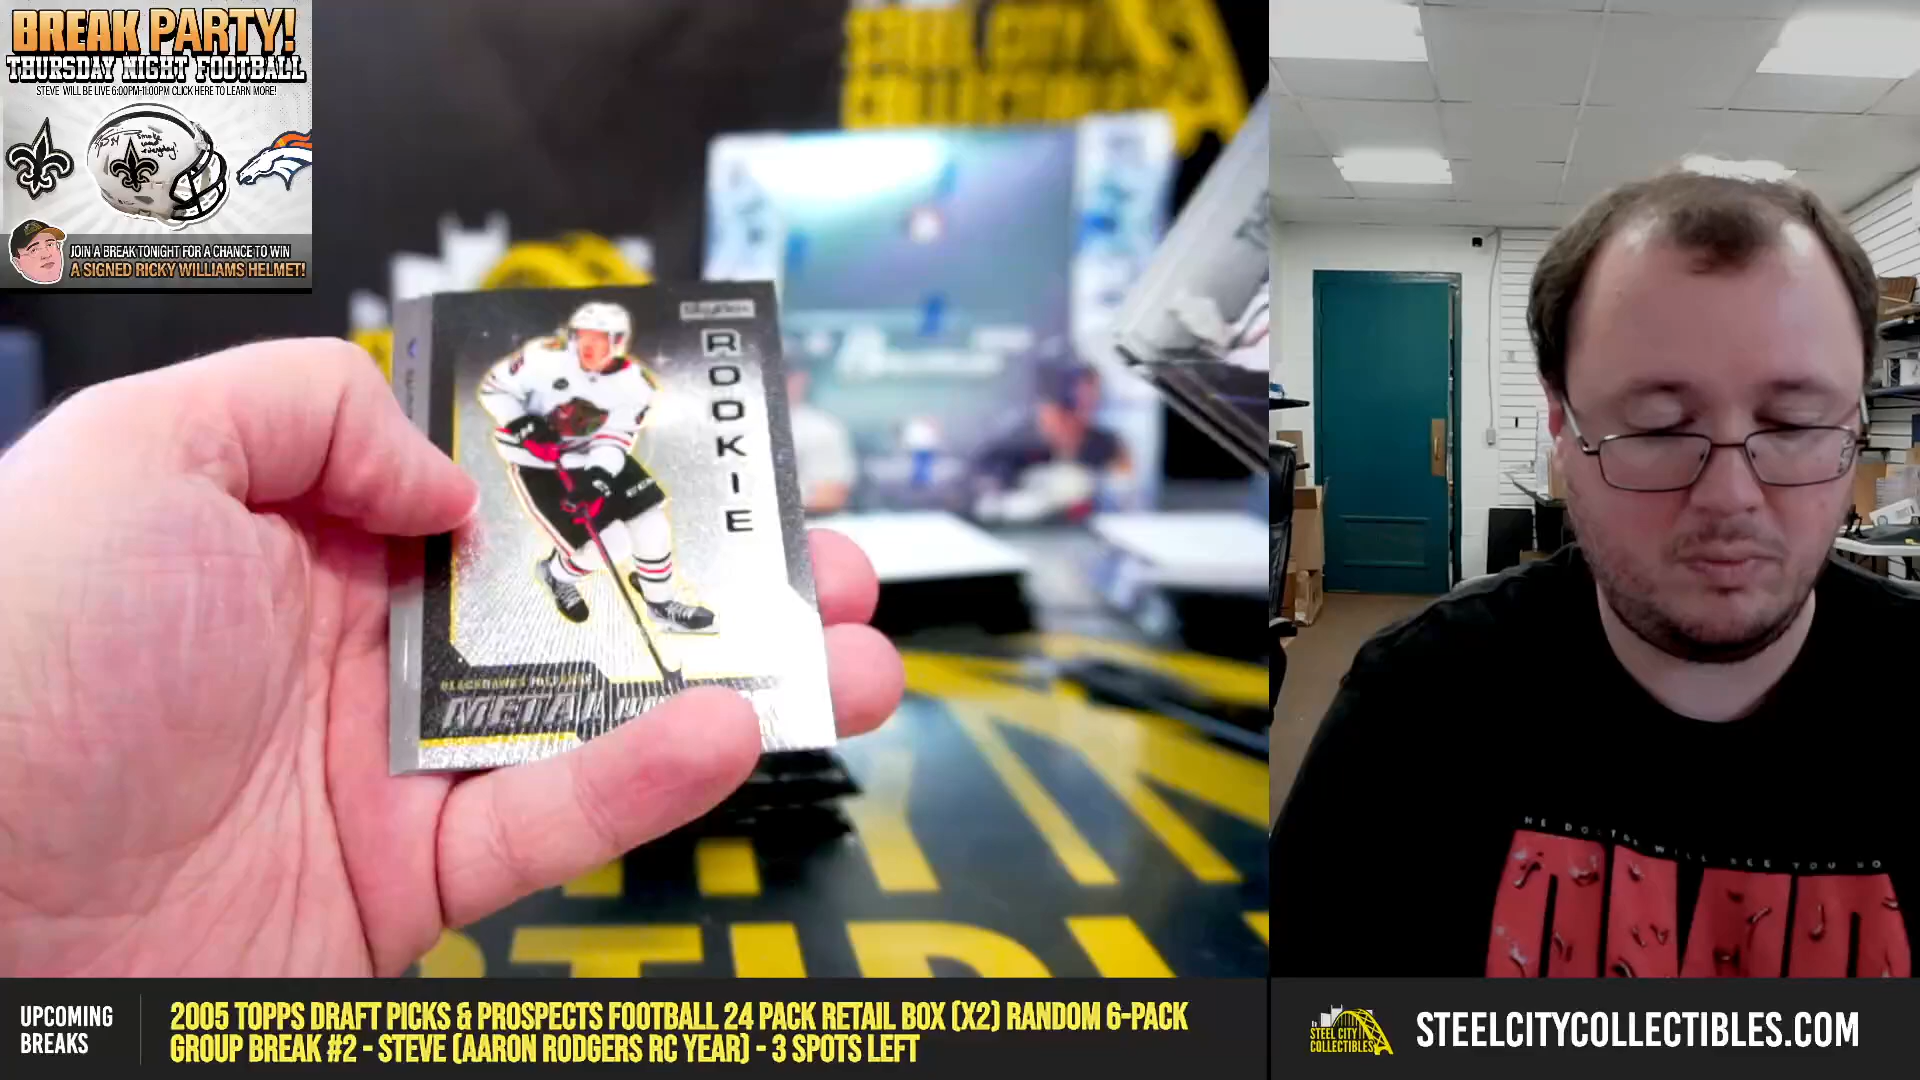 BREAK PARTY!
THURSDAY NIGHT FOOTBALL
STEVE WILL BE LIVE 6:00PM-11:00PM CLICK HERE TO LEARN MORE!
JOIN A BREAK TONIGHT FOR A CHANCE TO WIN
A SIGNED RICKY WILLIAMS HELMET!
ROOKIE
UPCOMING
BREAKS
2005 TOPPS DRAFT PICKS & PROSPECTS FOOTBALL 24 PACK RETAIL BOX (X2) RANDOM 6-PACK
GROUP BREAK #2 - STEVE (AARON RODGERS RC YEAR) - 3 SPOTS LEFT
STEEL CITY
COLLECTIBLES
STEELCITYCOLLECTIBLES.COM